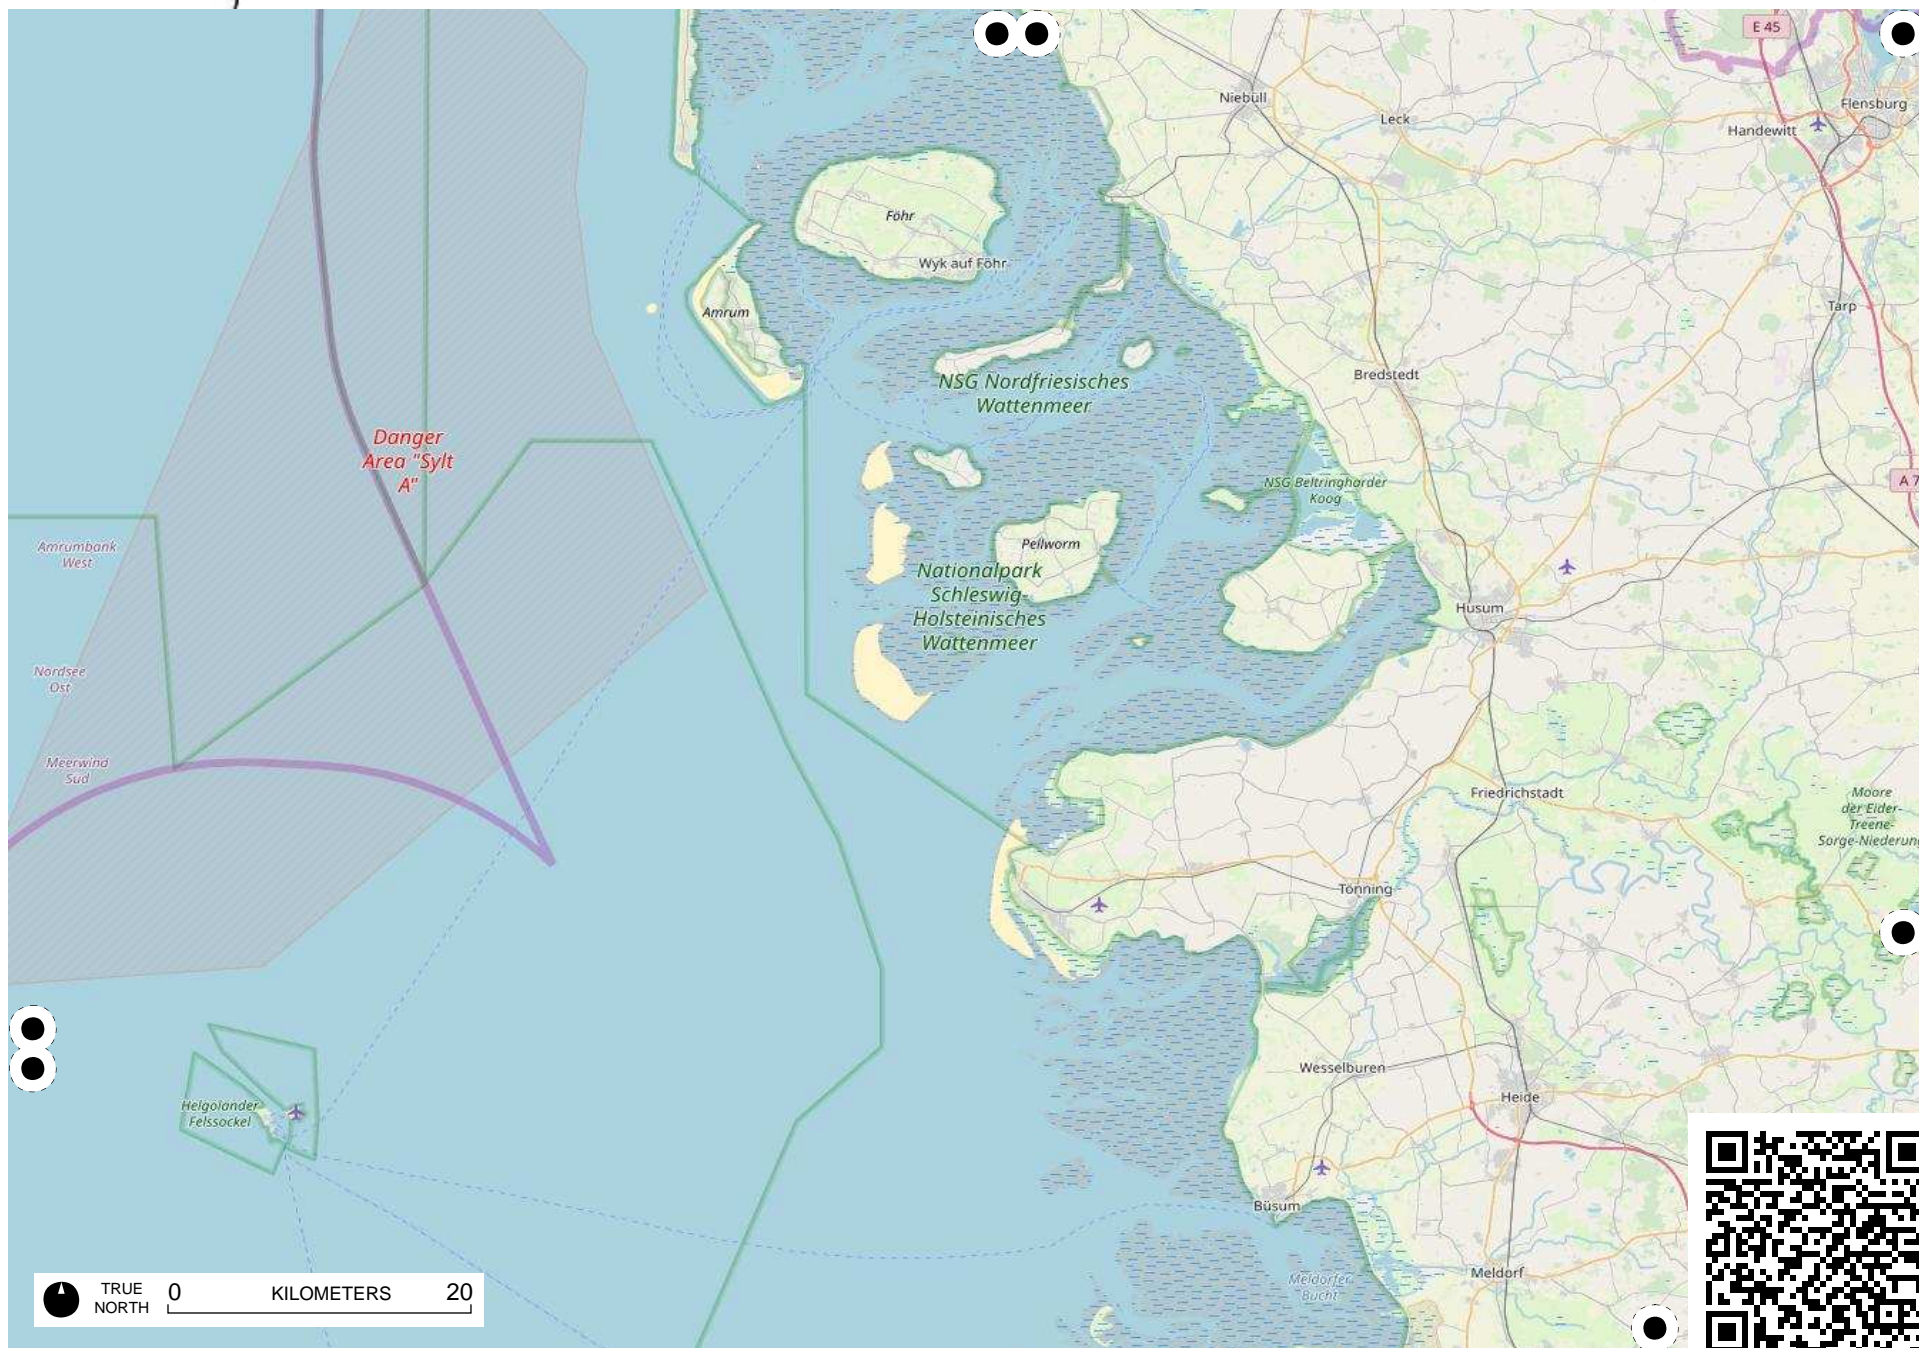 E 45
Niebüll
Leck
Flensburg
Handewitt
Föhr
Wyk auf Föhr
Amrum
Tarp
NSG Nordfriesisches
Wattenmeer
Bredstedt
Danger
Area "Sylt
A"
NSG Beltringharder
Koog
A 7
Amrumbank
West
Pellworm
Nationalpark
Schleswig-
Holsteinisches
Wattenmeer
Husum
Nordsee
Ost
Meerwind
Süd
Friedrichstadt
Moore
der Eider-
Treene-
Sorge-Niederung
Tönning
Wesselburen
Heide
Helgoländer
Felssockel
Büsum
Meldorf
Meldorfer
Bucht
TRUE
NORTH
0 KILOMETERS 20